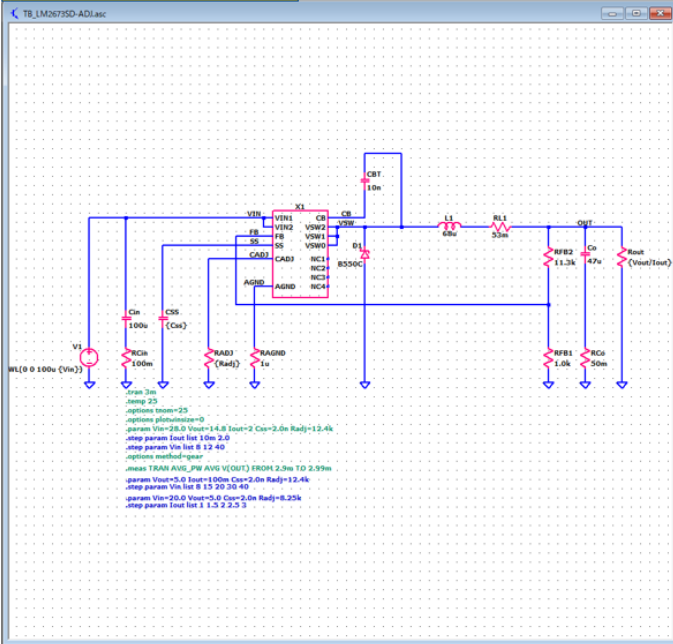 TB_LM2673SD-ADJ.asc
CBT
10n
X1
VIN
VIN1
CB
CB
VIN2
VSW2
VSW
FB
FB
VSW1
SS
SS
VSW0
CADJ
CADJ
NC1
NC2
NC3
AGND
AGND
NC4
D1
B550C
L1
68u
RL1
53m
OUT
RFB2
11.3k
Co
47u
Rout
{Vout/Iout}
Cin
100u
CSS
{Css}
V1
WL(0 0 100u {Vin})
RCin
100m
RADJ
{Radj}
RAGND
1u
RFB1
1.0k
RCo
50m
.tran 3m
.temp 25
.options tnom=25
.options plotwinsize=0
.param Vin=28.0 Vout=14.8 Iout=2 Css=2.0n Radj=12.4k
.step param Iout list 10m 2.0
.step param Vin list 8 12 40
.options method=gear
.meas TRAN AVG_PW AVG V(OUT) FROM 2.9m TO 2.99m
.param Vout=5.0 Iout=100m Css=2.0n Radj=12.4k
.step param Vin list 8 15 20 30 40
.param Vin=20.0 Vout=5.0 Css=2.0n Radj=8.25k
.step param Iout list 1 1.5 2 2.5 3